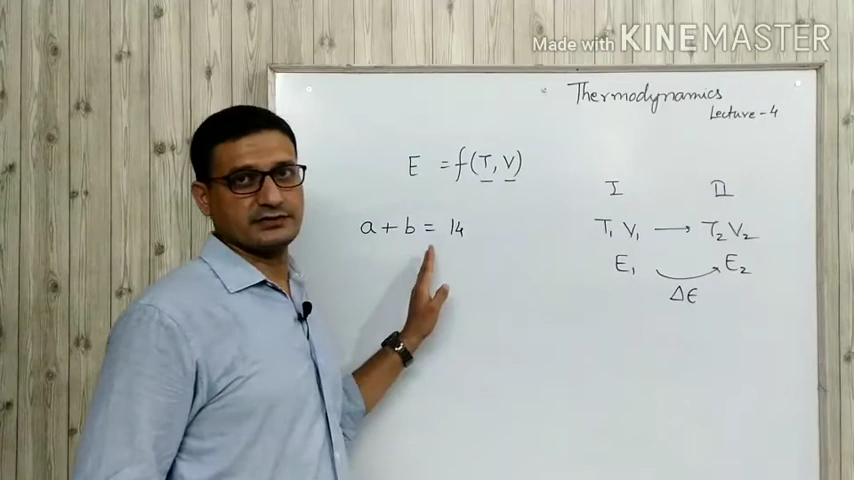 Made with KINEMASTER
Thermodynamics
Lecture-4
E = f(T, V)
a + b = 14
I II
T₁ V₁ → T₂ V₂
E₁ E₂
ΔE